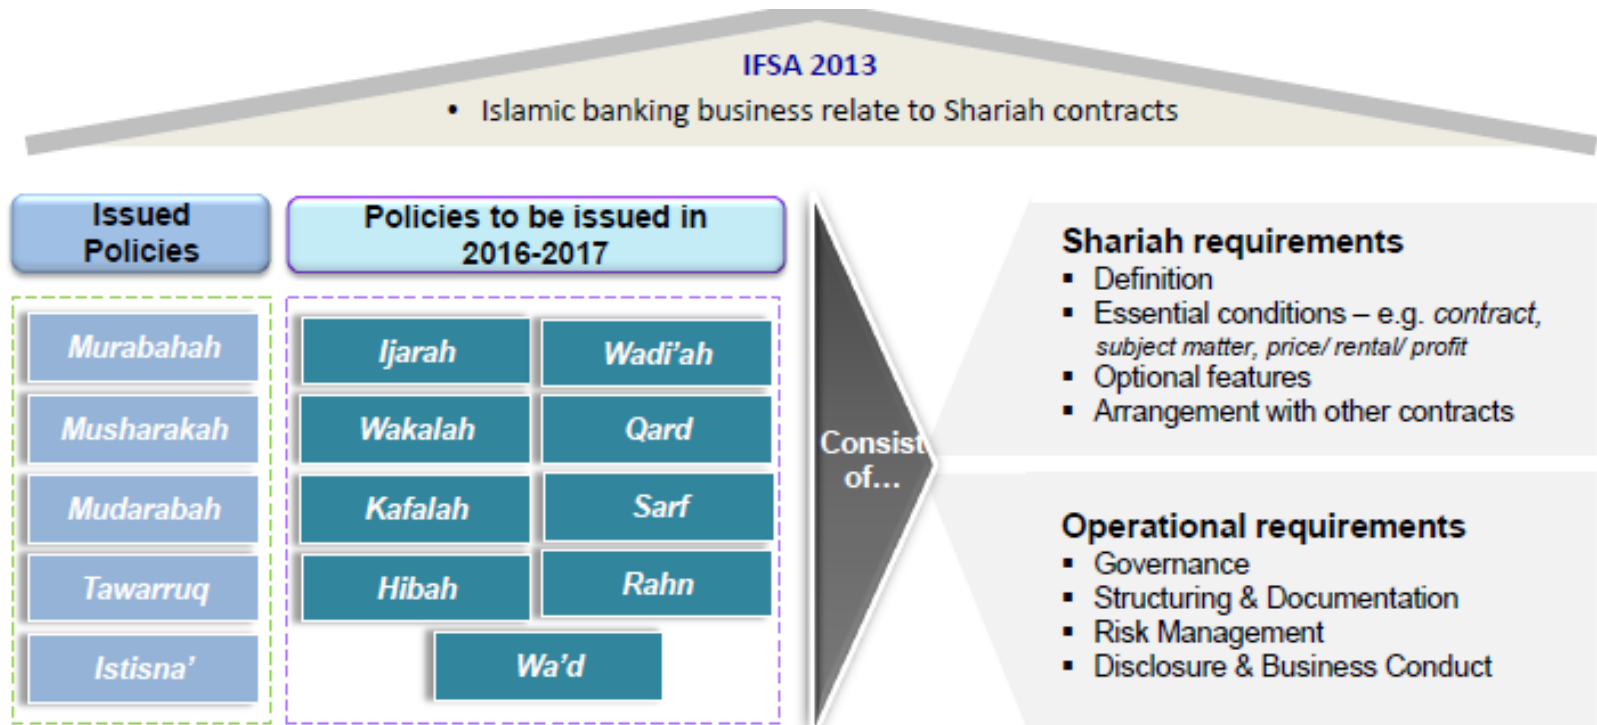 IFSA 2013
• Islamic banking business relate to Shariah contracts
Issued
Policies
Murabahah
Musharakah
Mudarabah
Tawarruq
Istisna’
Policies to be issued in
2016-2017
Ijarah
Wadi’ah
Wakalah
Qard
Kafalah
Sarf
Hibah
Rahn
Wa’d
Consist
of...
Shariah requirements
▪ Definition
▪ Essential conditions – e.g. contract,
subject matter, price/ rental/ profit
▪ Optional features
▪ Arrangement with other contracts
Operational requirements
▪ Governance
▪ Structuring & Documentation
▪ Risk Management
▪ Disclosure & Business Conduct